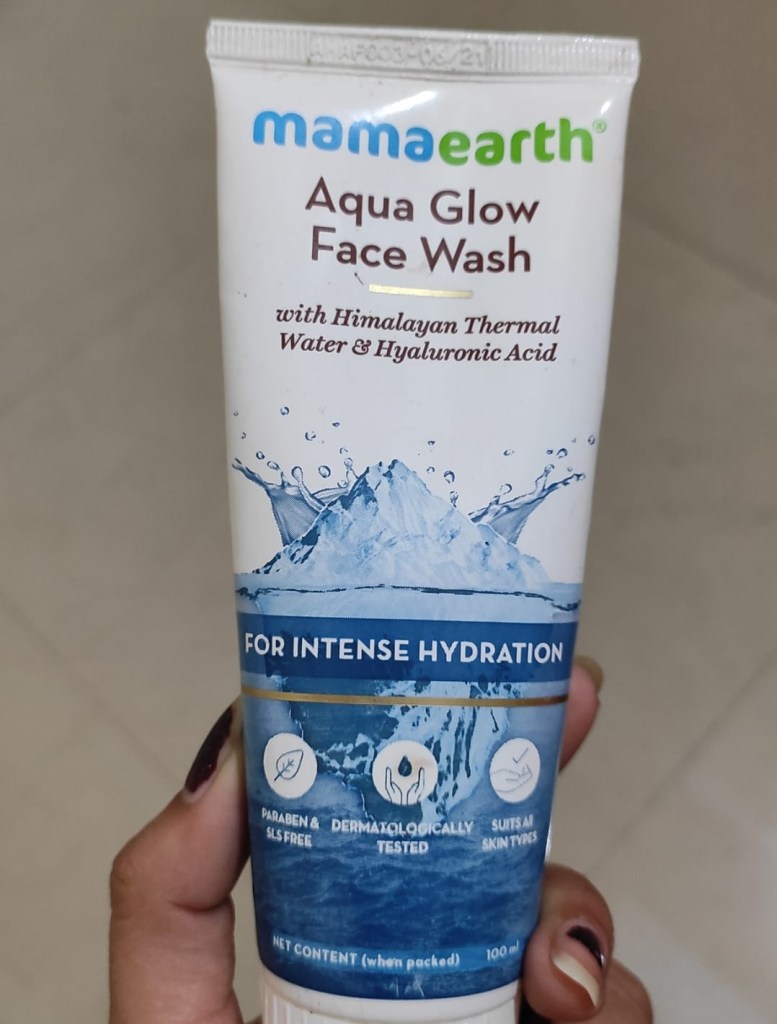 mamaearth®
Aqua Glow
Face Wash
with Himalayan Thermal
Water & Hyaluronic Acid
FOR INTENSE HYDRATION
PARABEN &
SLS FREE
DERMATOLOGICALLY
TESTED
SUITS All
SKIN TYPES
NET CONTENT (when packed) 100 ml